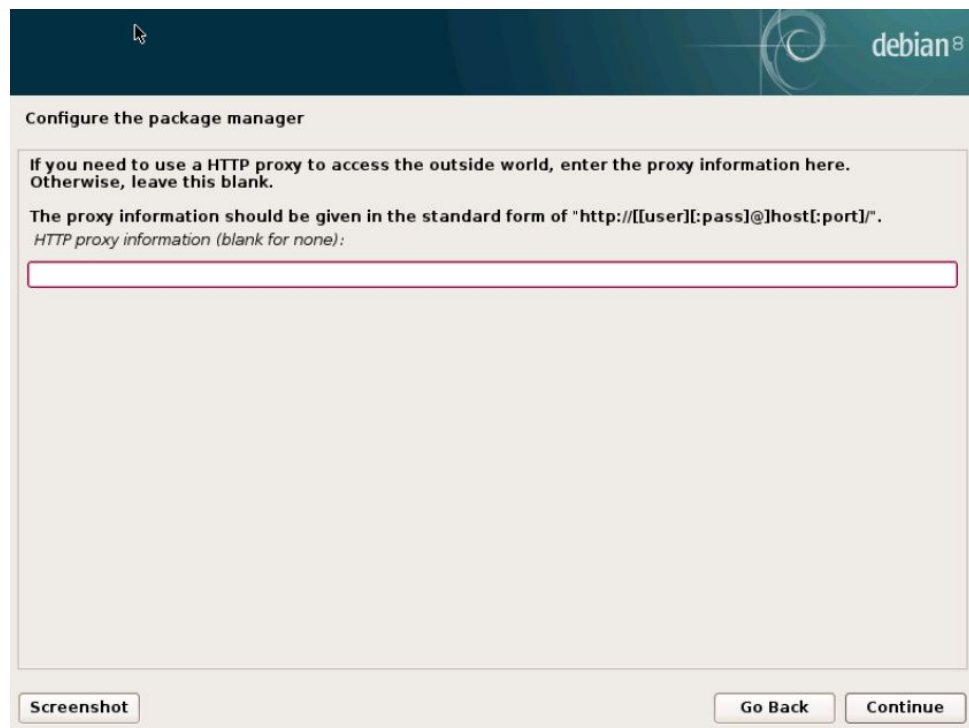 debian 8
Configure the package manager
If you need to use a HTTP proxy to access the outside world, enter the proxy information here.
Otherwise, leave this blank.
The proxy information should be given in the standard form of "http://[[user][:pass]@]host[:port]/".
HTTP proxy information (blank for none):
Screenshot
Go Back
Continue